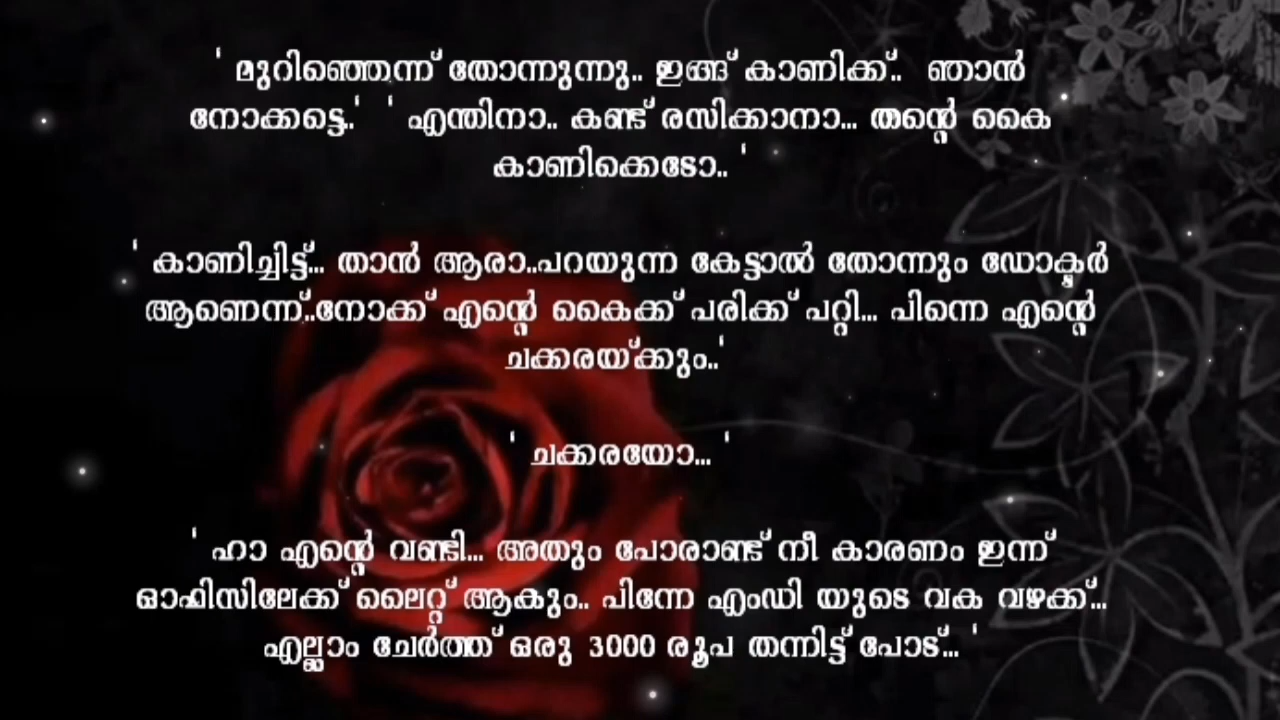 ' മുറിഞ്ഞെന്ന് തോന്നുന്നു.. ഇങ്ങ് കാണിക്ക്..  ഞാൻ
നോക്കട്ടെ..'  ' എന്തിനാ.. കണ്ട് രസിക്കാനാ... തന്റെ കൈ
കാണിക്കെടോ.. '
' കാണിച്ചിട്ട്... താൻ ആരാ..പറയുന്ന കേട്ടാൽ തോന്നും ഡോക്ടർ
ആണെന്ന്..നോക്ക് എന്റെ കൈക്ക് പരിക്ക് പറ്റി... പിന്നെ എന്റെ
ചക്കരയ്ക്കും..'
' ചക്കരയോ... '
' ഹാ എന്റെ വണ്ടി... അതും പോരാണ്ട് നീ കാരണം ഇന്ന്
ഓഫിസിലേക്ക് ലൈറ്റ് ആകും.. പിന്നേ എംഡി യുടെ വക വഴക്ക്...
എല്ലാം ചേർത്ത് ഒരു 3000 രൂപ തന്നിട്ട് പോട്... '